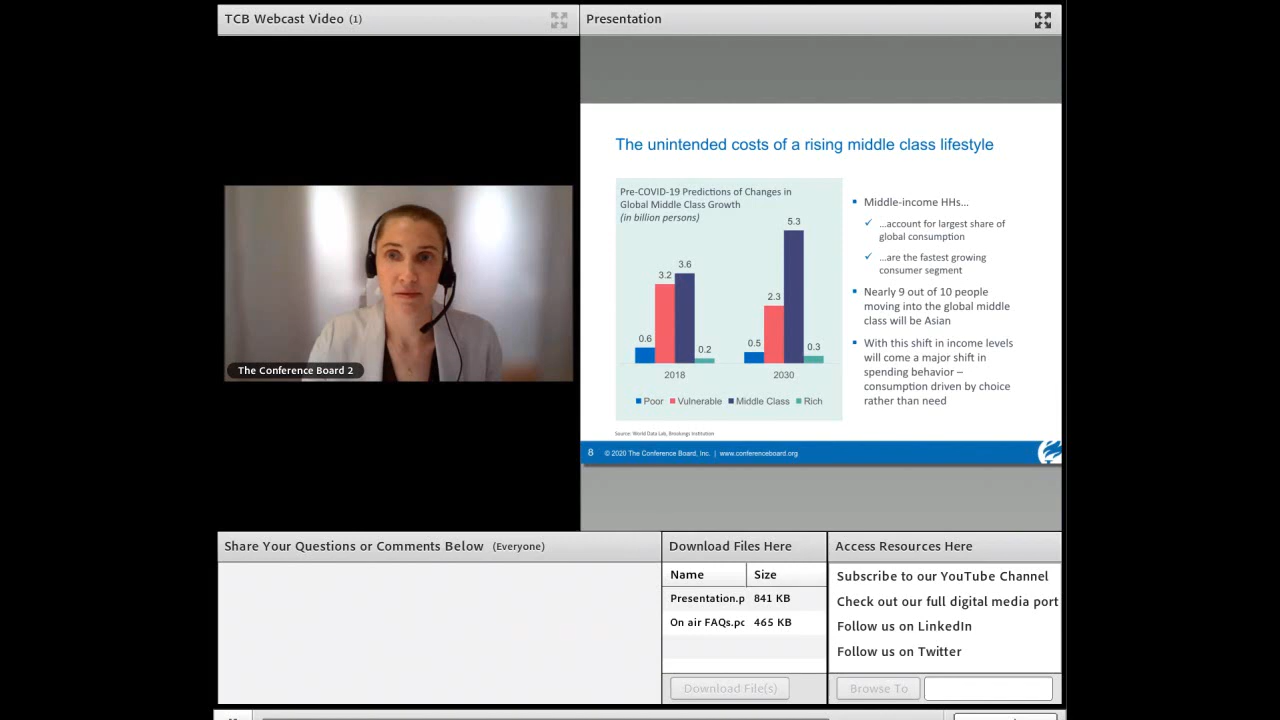 TCB Webcast Video (1)
Presentation
The unintended costs of a rising middle class lifestyle
Pre-COVID-19 Predictions of Changes in
Global Middle Class Growth
(in billion persons)
5.3
3.6
3.2
2.3
0.6
0.2
0.5
0.3
2018
2030
Poor
Vulnerable
Middle Class
Rich
Middle-income HHs...
...account for largest share of
global consumption
...are the fastest growing
consumer segment
Nearly 9 out of 10 people
moving into the global middle
class will be Asian
With this shift in income levels
will come a major shift in
spending behavior –
consumption driven by choice
rather than need
Source: World Data Lab, Brookings Institution
8 © 2020 The Conference Board, Inc. | www.conferenceboard.org
The Conference Board 2
Share Your Questions or Comments Below (Everyone)
Download Files Here
Name Size
Presentation.p 841 KB
On air FAQs.pc 465 KB
Download File(s)
Access Resources Here
Subscribe to our YouTube Channel
Check out our full digital media port
Follow us on LinkedIn
Follow us on Twitter
Browse To